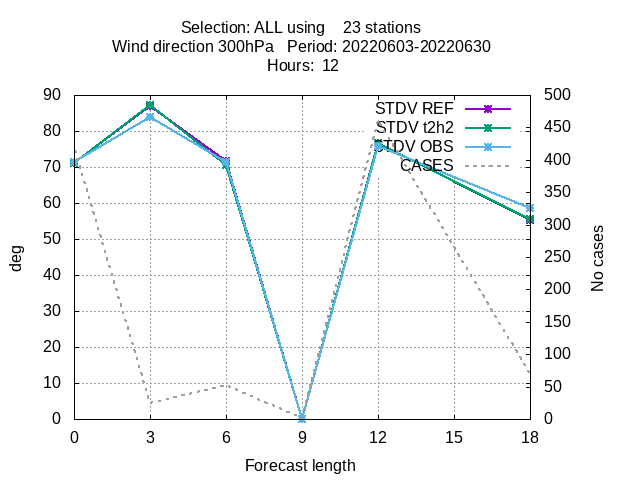 Selection: ALL using    23 stations
Wind direction 300hPa   Period: 20220603-20220630
Hours:  12
90
80
70
60
50
40
30
20
10
0
500
450
400
350
300
250
200
150
100
50
0
STDV REF
STDV t2h2
STDV OBS
CASES
deg
No cases
0 3 6 9 12 15 18
Forecast length